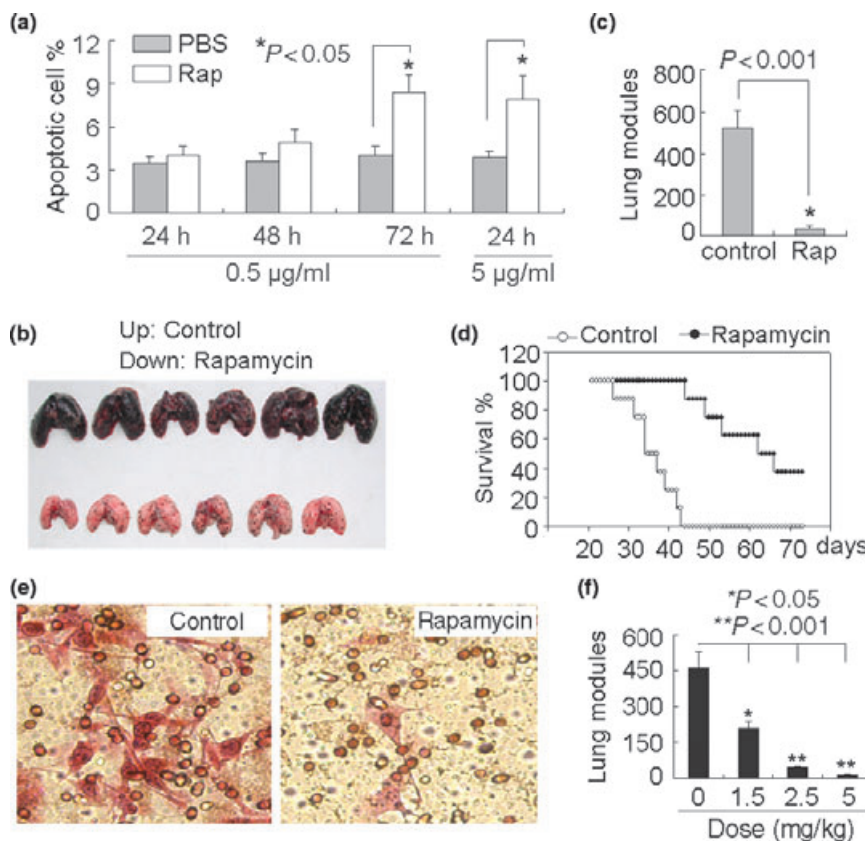 (a)
Apoptotic cell %
12
9
6
3
0
PBS
Rap
*P<0.05
*
*
24 h 48 h 72 h 24 h
0.5 µg/ml 5 µg/ml
(c)
P<0.001
Lung modules
800
600
400
200
0
*
control Rap
(b)
Up: Control
Down: Rapamycin
(d)
Control Rapamycin
Survival %
120
100
80
60
40
20
0
20 30 40 50 60 70 days
(e)
Control
Rapamycin
(f)
*P<0.05
**P<0.001
Lung modules
600
450
300
150
0
*
**
**
0 1.5 2.5 5
Dose (mg/kg)